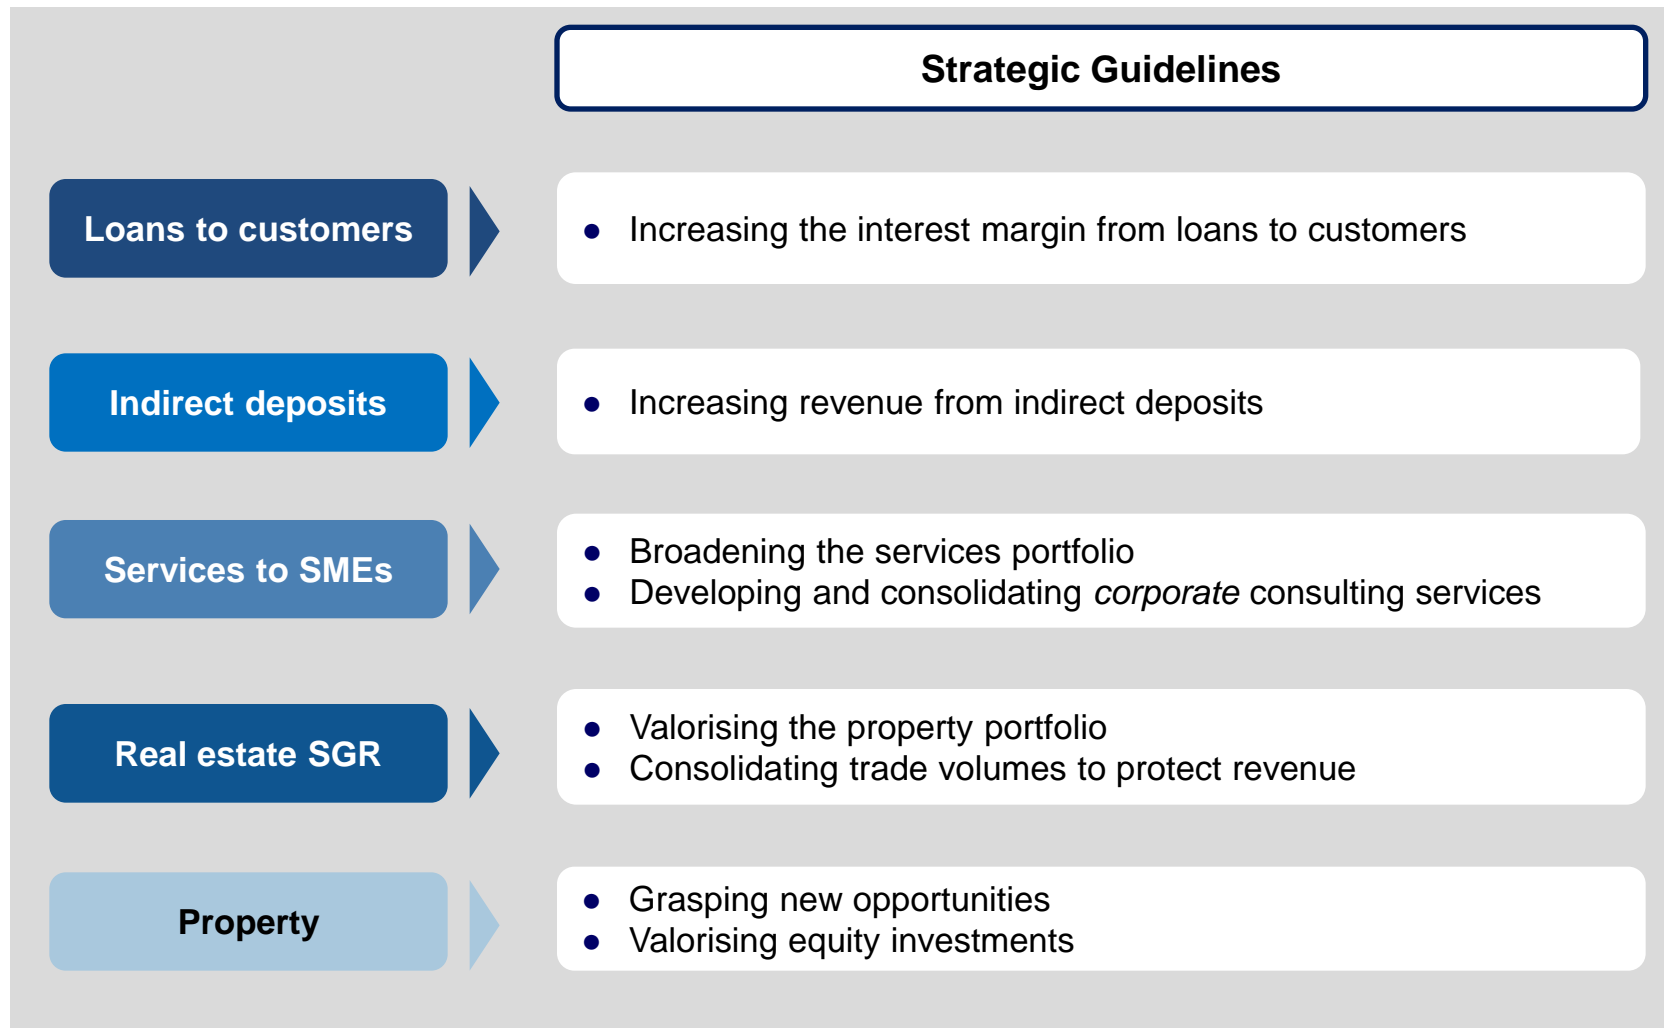 Strategic Guidelines
Loans to customers
● Increasing the interest margin from loans to customers
Indirect deposits
● Increasing revenue from indirect deposits
Services to SMEs
● Broadening the services portfolio
● Developing and consolidating corporate consulting services
Real estate SGR
● Valorising the property portfolio
● Consolidating trade volumes to protect revenue
Property
● Grasping new opportunities
● Valorising equity investments